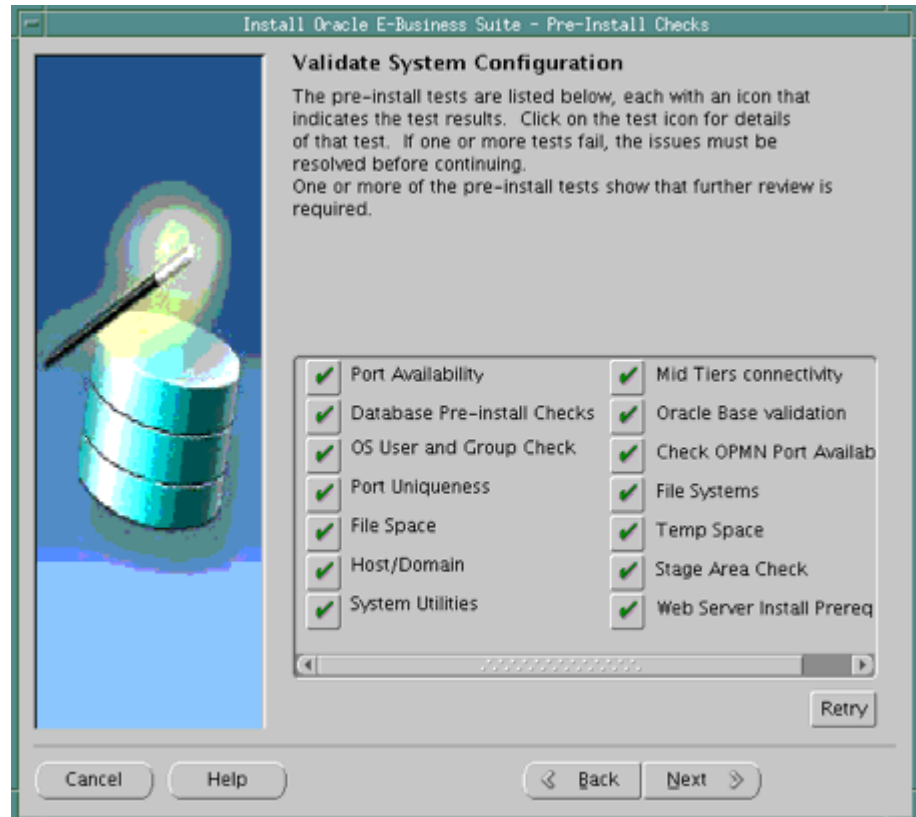 Install Oracle E-Business Suite - Pre-Install Checks
Validate System Configuration
The pre-install tests are listed below, each with an icon that
indicates the test results. Click on the test icon for details
of that test. If one or more tests fail, the issues must be
resolved before continuing.
One or more of the pre-install tests show that further review is
required.
Port Availability
Database Pre-install Checks
OS User and Group Check
Port Uniqueness
File Space
Host/Domain
System Utilities
Mid Tiers connectivity
Oracle Base validation
Check OPMN Port Availab
File Systems
Temp Space
Stage Area Check
Web Server Install Prereq
Retry
Cancel
Help
Back
Next